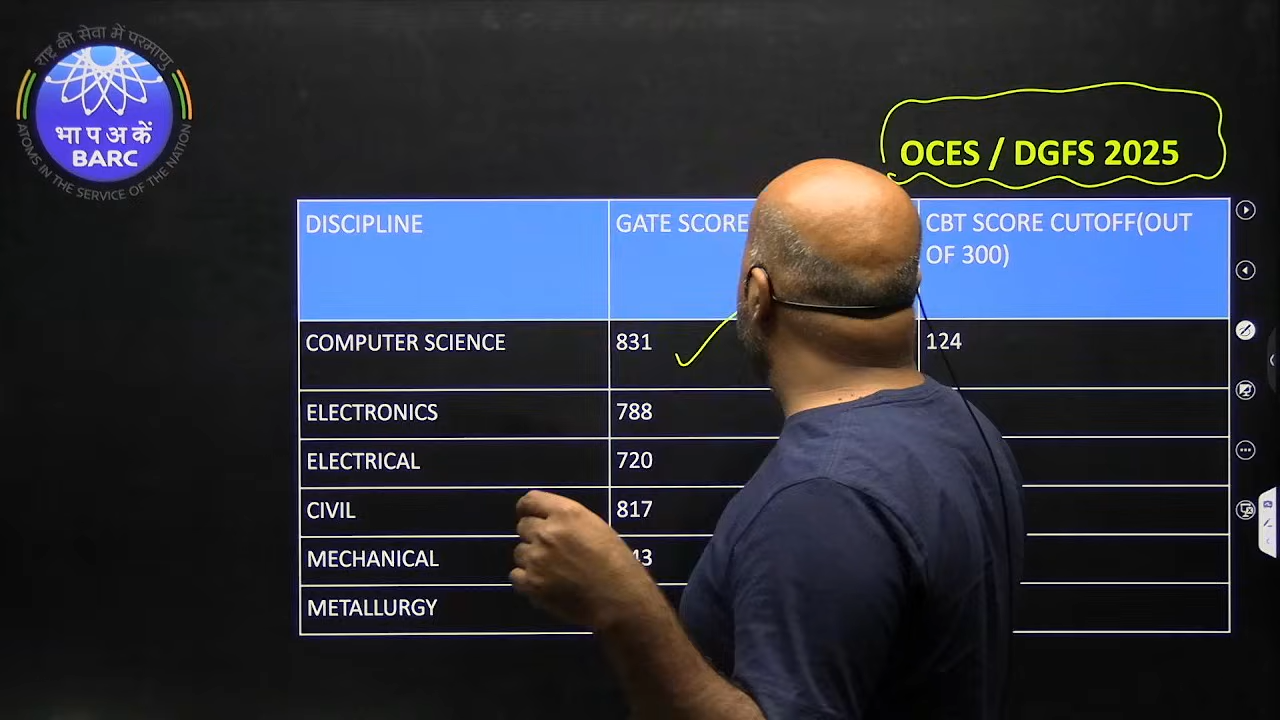 राष्ट्र की सेवा में परमाणु
भा प अ कें
BARC
ATOMS IN THE SERVICE OF THE NATION
OCES / DGFS 2025
DISCIPLINE GATE SCORE CBT SCORE CUTOFF(OUT
OF 300)
COMPUTER SCIENCE 831 124
ELECTRONICS 788
ELECTRICAL 720
CIVIL 817
MECHANICAL
METALLURGY